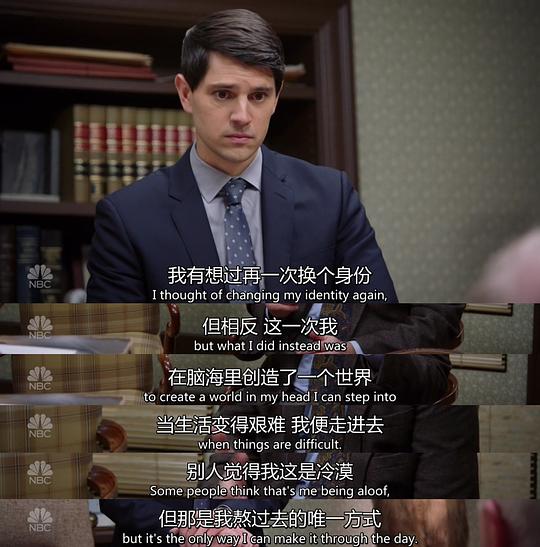 我有想过再一次换个身份
I thought of changing my identity again,
NBC
但相反 这一次我
but what I did instead was
NBC
在脑海里创造了一个世界
to create a world in my head I can step into
NBC
当生活变得艰难 我便走进去
when things are difficult.
NBC
别人觉得我这是冷漠
Some people think that's me being aloof,
NBC
但那是我熬过去的唯一方式
but it's the only way I can make it through the day.
NBC